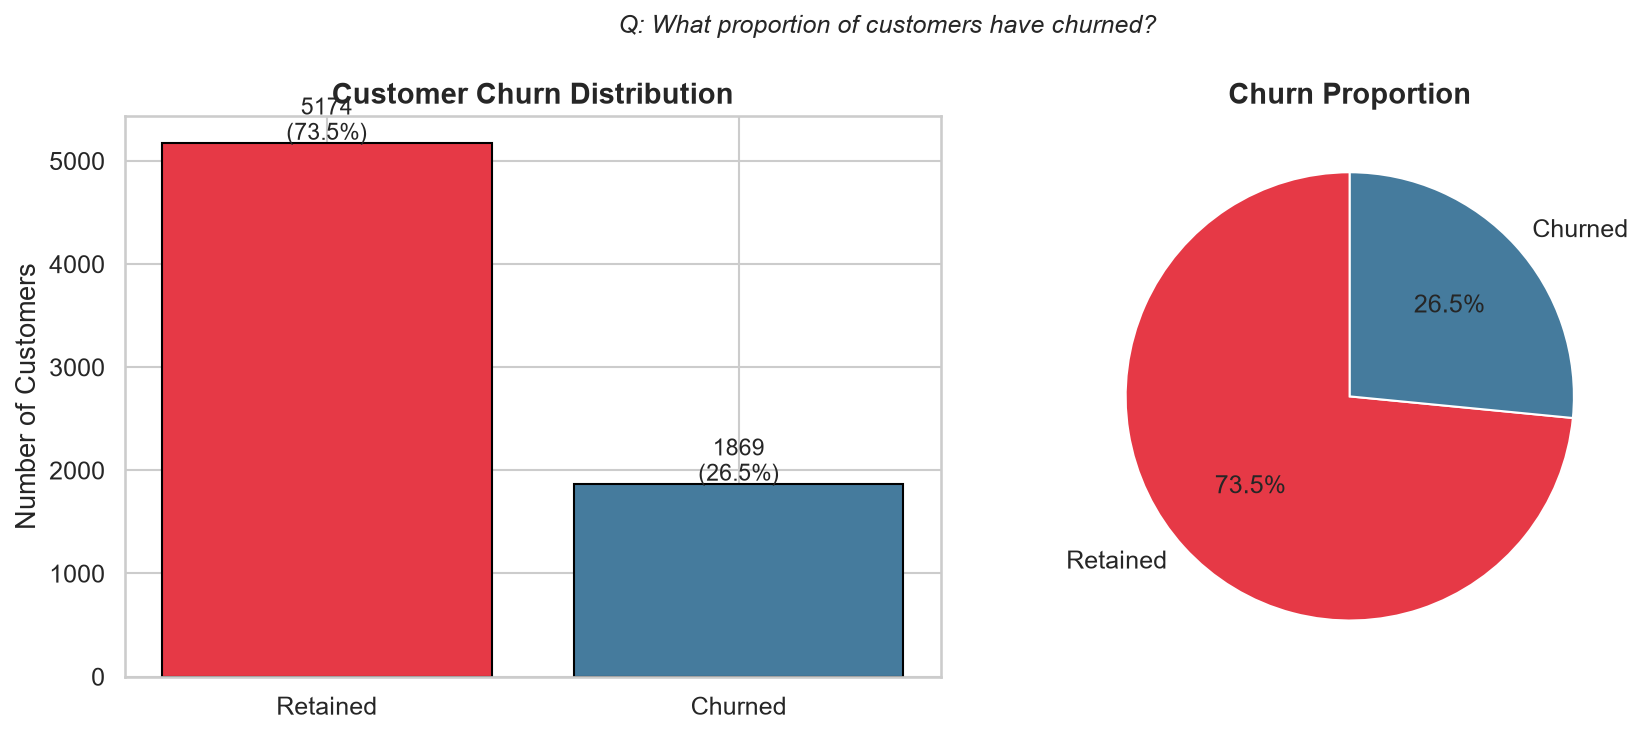 Q: What proportion of customers have churned?
Customer Churn Distribution
5174
(73.5%)
1869
(26.5%)
Number of Customers
5000
4000
3000
2000
1000
0
Retained
Churned
Churn Proportion
Churned
26.5%
73.5%
Retained